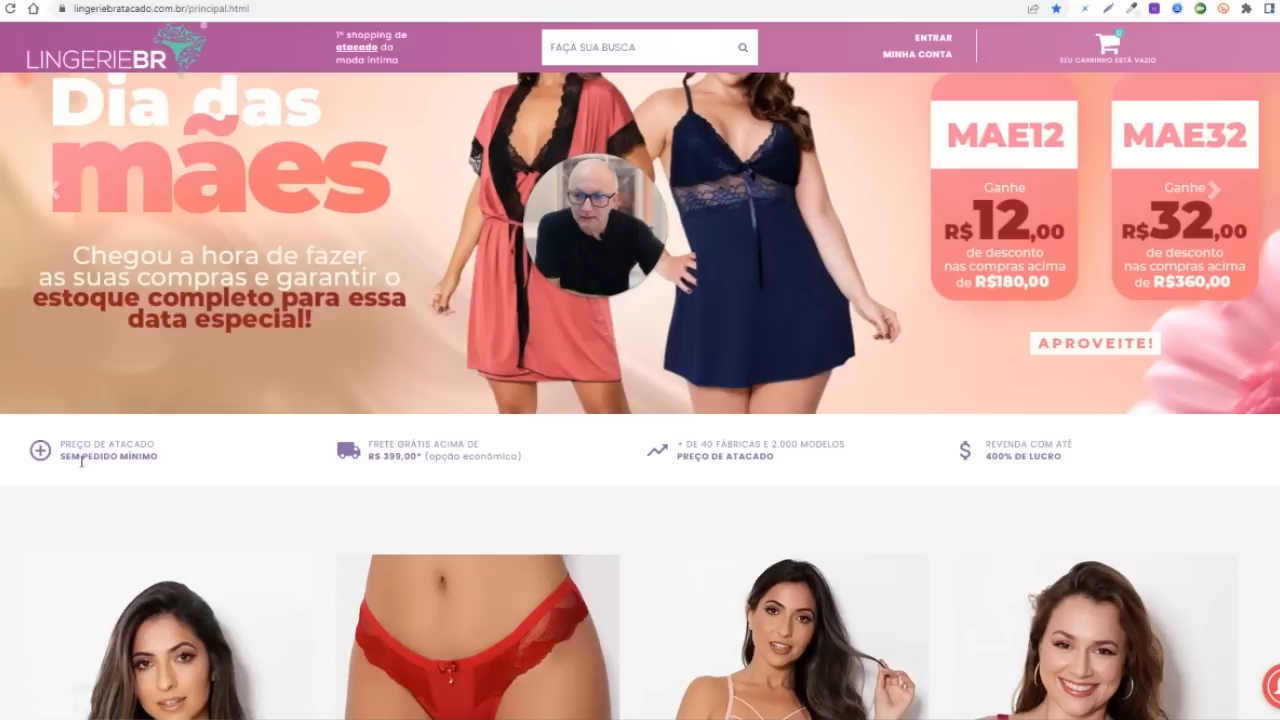 lingeriebratacado.com.br/principal.html
LINGERIEBR
1º shopping de
atacado da
moda íntima
FAÇA SUA BUSCA
ENTRAR
MINHA CONTA
0
SEU CARRINHO ESTÁ VAZIO
Dia das
mães
Chegou a hora de fazer
as suas compras e garantir o
estoque completo para essa
data especial!
MAE12
Ganhe
R$12,00
de desconto
nas compras acima
de R$180,00
MAE32
Ganhe
R$32,00
de desconto
nas compras acima
de R$360,00
APROVEITE!
PREÇO DE ATACADO
SEM PEDIDO MÍNIMO
FRETE GRÁTIS ACIMA DE
R$ 399,00* (opção econômica)
+ DE 40 FÁBRICAS E 2.000 MODELOS
PREÇO DE ATACADO
REVENDA COM ATÉ
400% DE LUCRO